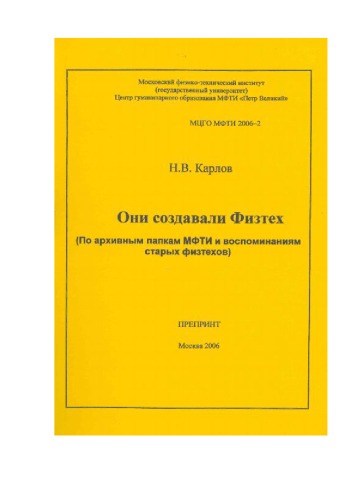 Московский физико-технический институт
(государственный университет)
Центр гуманитарного образования МФТИ «Петр Великий»
МЦГО МФТИ 2006–2
Н.В. Карлов
Они создавали Физтех
(По архивным папкам МФТИ и воспоминаниям
старых физтехов)
ПРЕПРИНТ
Москва 2006